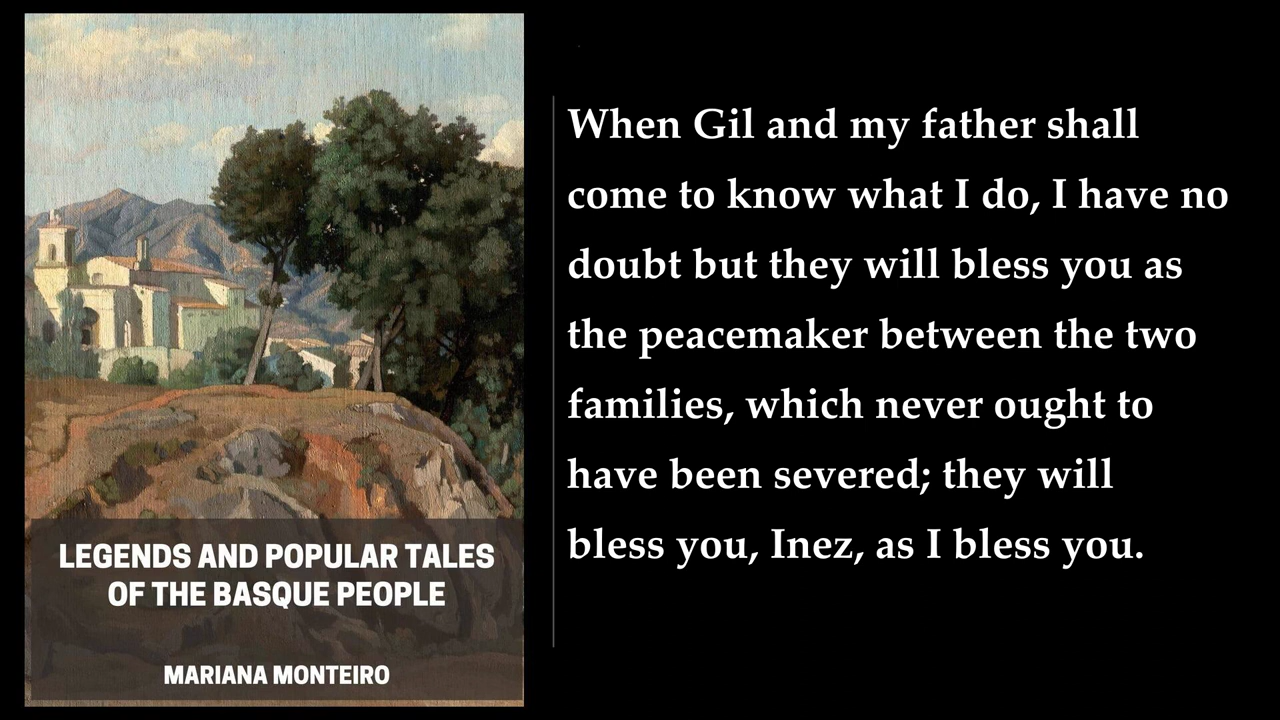 LEGENDS AND POPULAR TALES
OF THE BASQUE PEOPLE
MARIANA MONTEIRO
When Gil and my father shall
come to know what I do, I have no
doubt but they will bless you as
the peacemaker between the two
families, which never ought to
have been severed; they will
bless you, Inez, as I bless you.